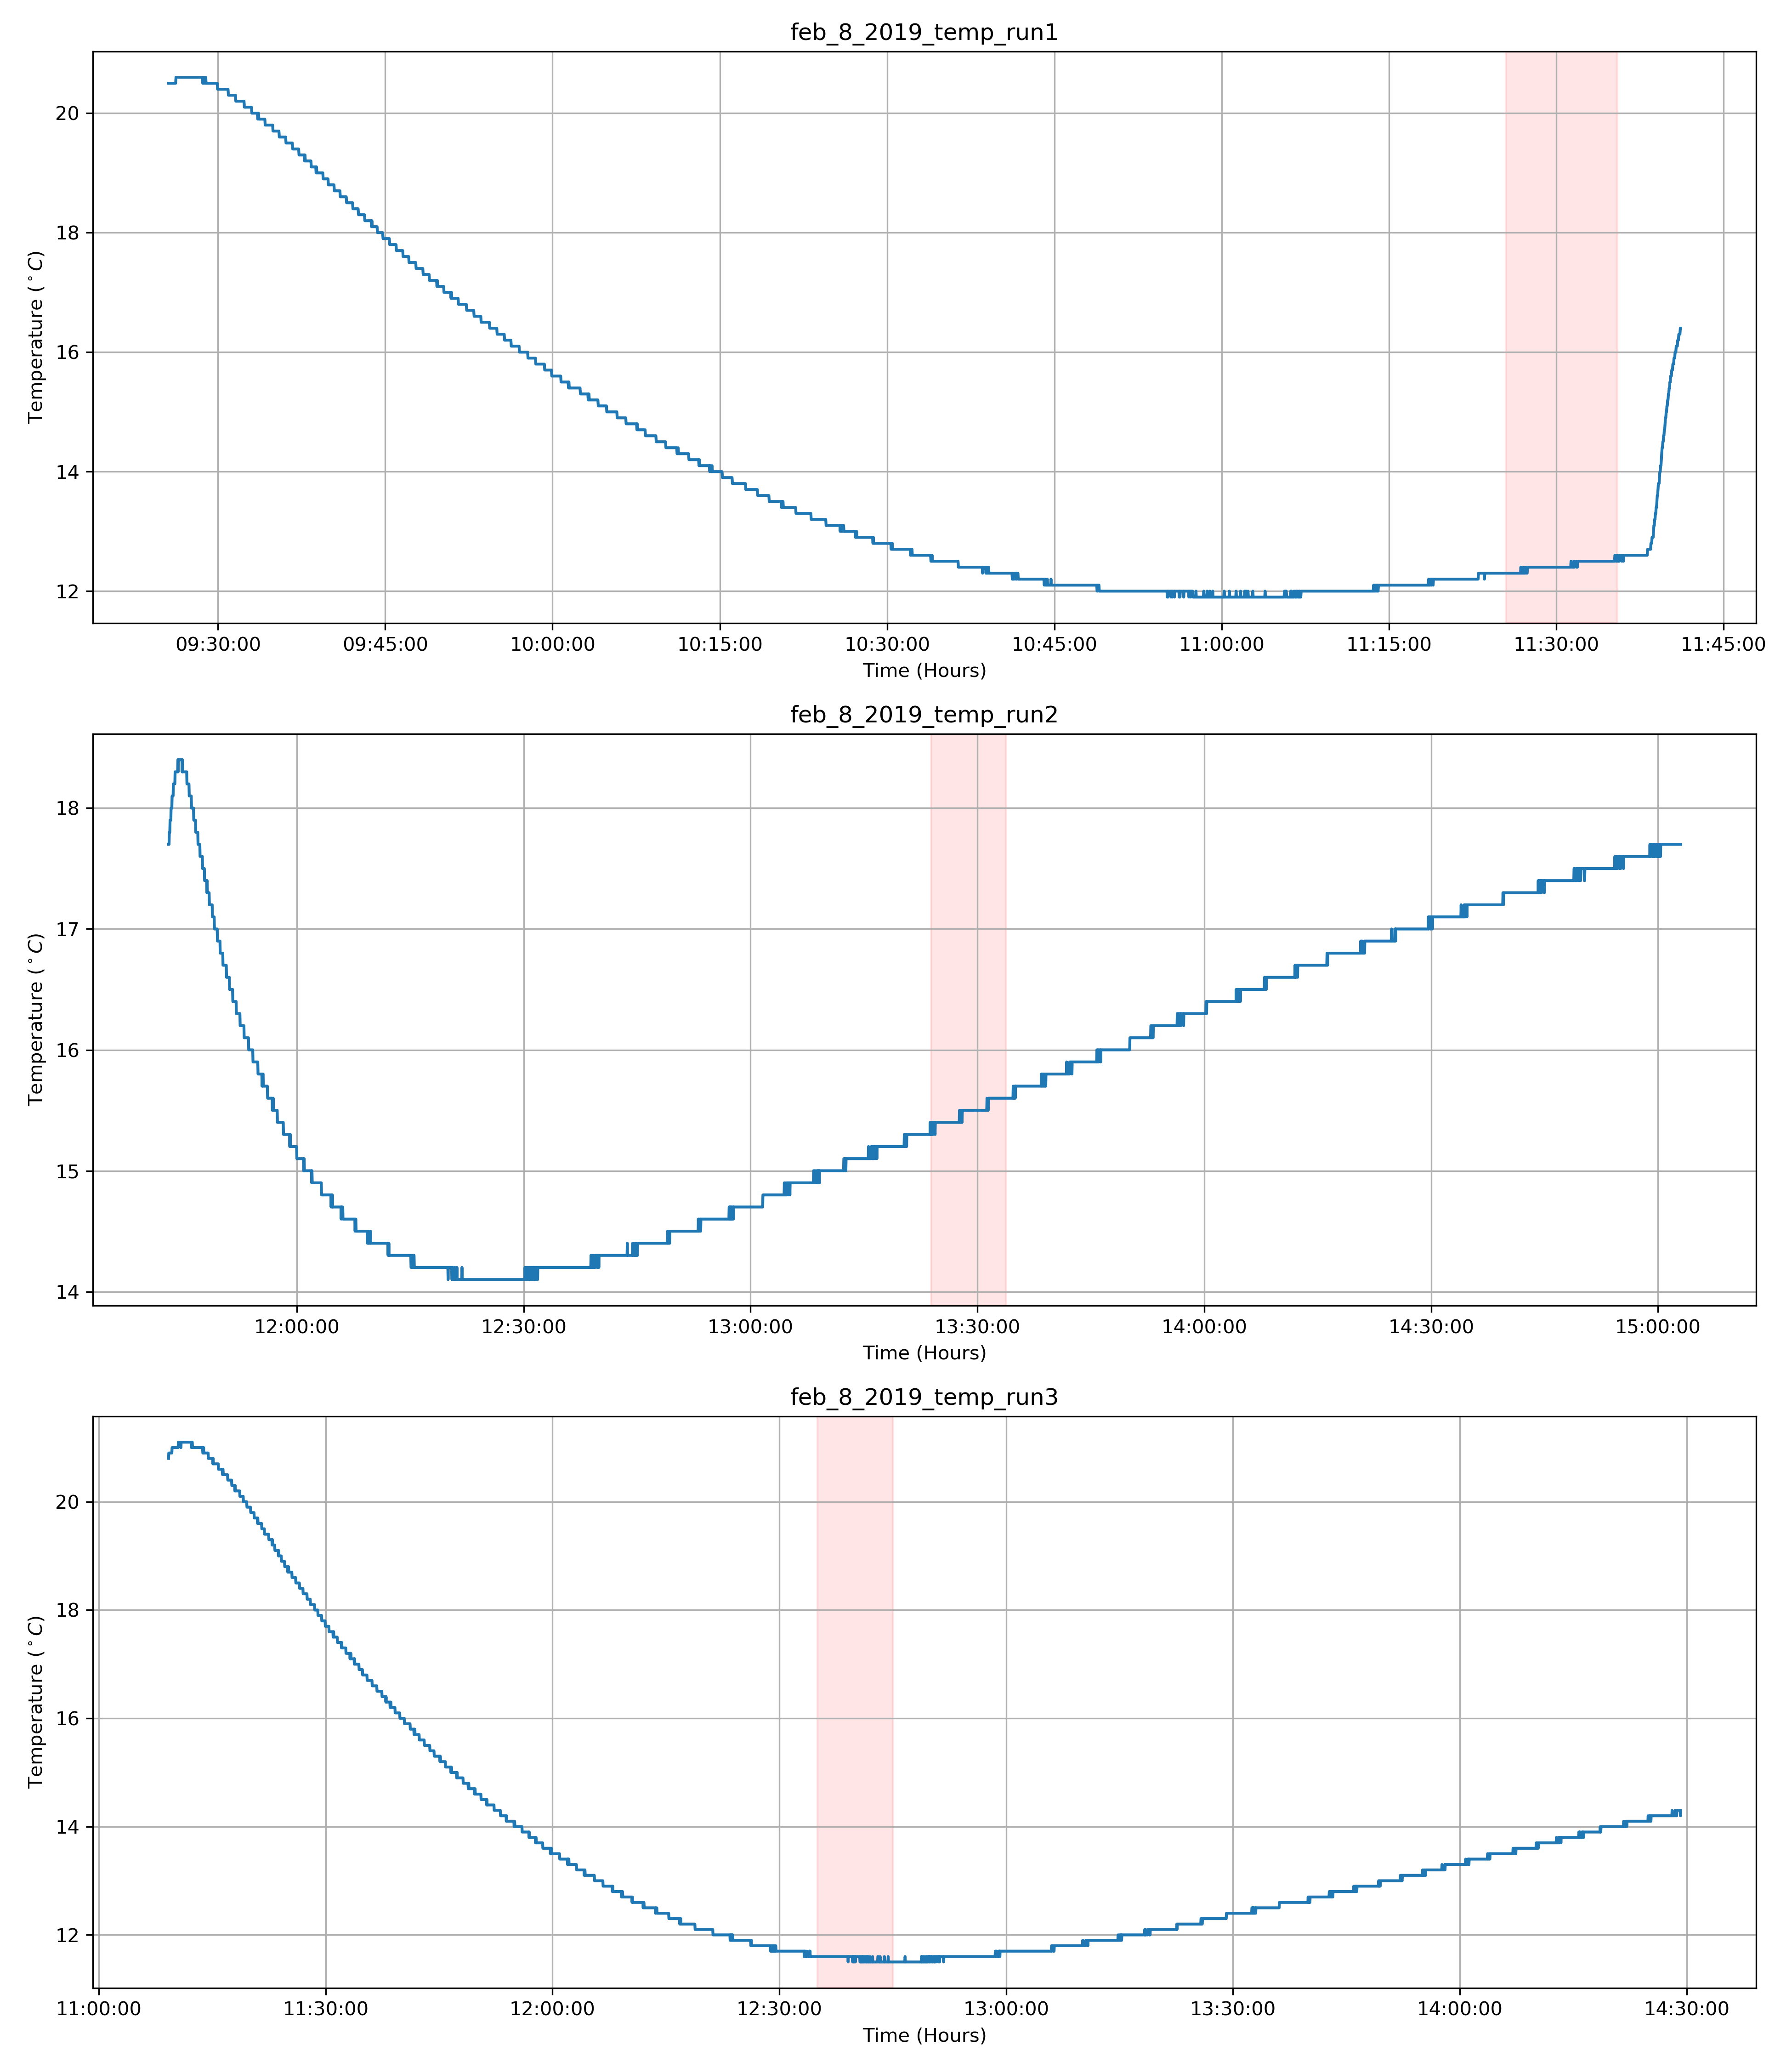 feb_8_2019_temp_run1
Temperature (°C)
20
18
16
14
12
09:30:00 09:45:00 10:00:00 10:15:00 10:30:00 10:45:00 11:00:00 11:15:00 11:30:00 11:45:00
Time (Hours)
feb_8_2019_temp_run2
Temperature (°C)
18
17
16
15
14
12:00:00 12:30:00 13:00:00 13:30:00 14:00:00 14:30:00 15:00:00
Time (Hours)
feb_8_2019_temp_run3
Temperature (°C)
20
18
16
14
12
11:00:00 11:30:00 12:00:00 12:30:00 13:00:00 13:30:00 14:00:00 14:30:00
Time (Hours)